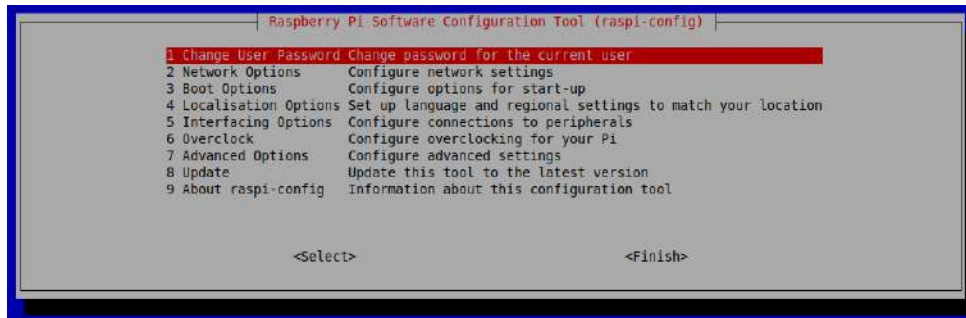 Raspberry Pi Software Configuration Tool (raspi-config)
1 Change User Password Change password for the current user
2 Network Options Configure network settings
3 Boot Options Configure options for start-up
4 Localisation Options Set up language and regional settings to match your location
5 Interfacing Options Configure connections to peripherals
6 Overclock Configure overclocking for your Pi
7 Advanced Options Configure advanced settings
8 Update Update this tool to the latest version
9 About raspi-config Information about this configuration tool
<Select> <Finish>